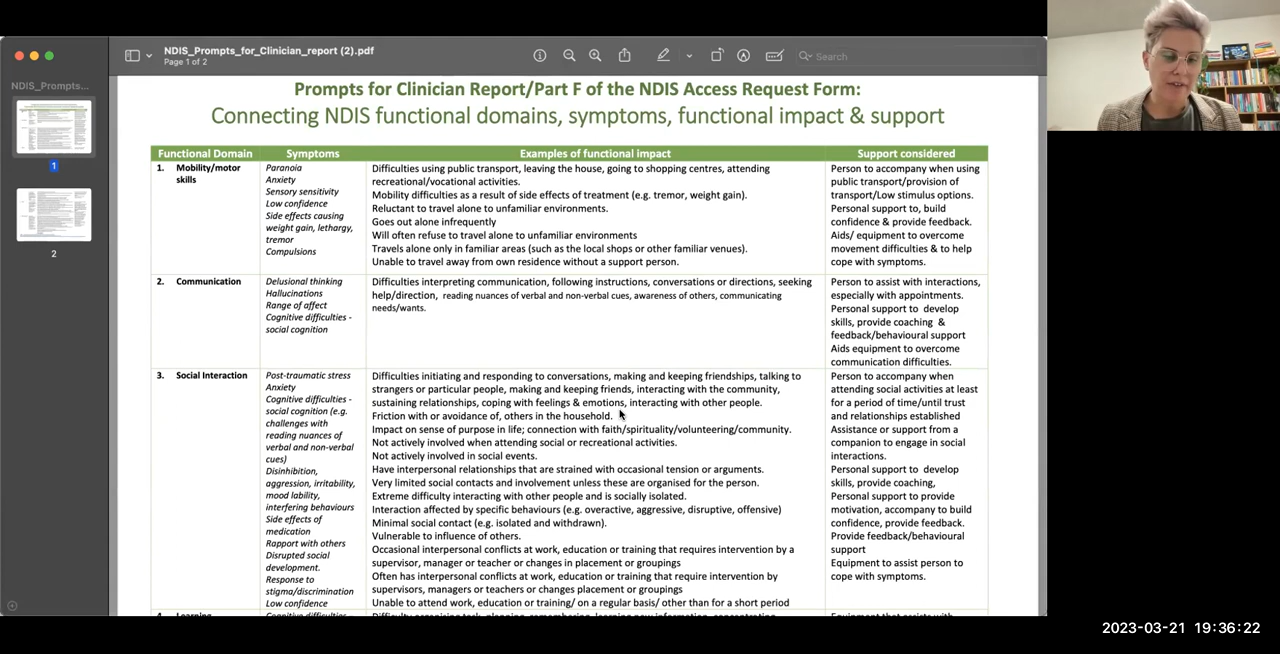 NDIS_Prompts_for_Clinician_report (2).pdf
Page 1 of 2
Search
NDIS_Prompts...
1
2
Prompts for Clinician Report/Part F of the NDIS Access Request Form:
Connecting NDIS functional domains, symptoms, functional impact & support
Functional Domain Symptoms Examples of functional impact Support considered
1. Mobility/motor
skills
Paranoia
Anxiety
Sensory sensitivity
Low confidence
Side effects causing
weight gain, lethargy,
tremor
Compulsions
Difficulties using public transport, leaving the house, going to shopping centres, attending
recreational/vocational activities.
Mobility difficulties as a result of side effects of treatment (e.g. tremor, weight gain).
Reluctant to travel alone to unfamiliar environments.
Goes out alone infrequently
Will often refuse to travel alone to unfamiliar environments
Travels alone only in familiar areas (such as the local shops or other familiar venues).
Unable to travel away from own residence without a support person.
Person to accompany when using
public transport/provision of
transport/Low stimulus options.
Personal support to, build
confidence & provide feedback.
Aids/ equipment to overcome
movement difficulties & to help
cope with symptoms.
2. Communication
Delusional thinking
Hallucinations
Range of affect
Cognitive difficulties -
social cognition
Difficulties interpreting communication, following instructions, conversations or directions, seeking
help/direction, reading nuances of verbal and non-verbal cues, awareness of others, communicating
needs/wants.
Person to assist with interactions,
especially with appointments.
Personal support to develop
skills, provide coaching &
feedback/behavioural support
Aids equipment to overcome
communication difficulties.
3. Social Interaction
Post-traumatic stress
Anxiety
Cognitive difficulties -
social cognition (e.g.
challenges with
reading nuances of
verbal and non-verbal
cues)
Disinhibition,
aggression, irritability,
mood lability,
interfering behaviours
Side effects of
medication
Rapport with others
Disrupted social
development.
Response to
stigma/discrimination
Low confidence
Difficulties initiating and responding to conversations, making and keeping friendships, talking to
strangers or particular people, making and keeping friends, interacting with the community,
sustaining relationships, coping with feelings & emotions, interacting with other people.
Friction with or avoidance of, others in the household.
Impact on sense of purpose in life; connection with faith/spirituality/volunteering/community.
Not actively involved when attending social or recreational activities.
Not actively involved in social events.
Have interpersonal relationships that are strained with occasional tension or arguments.
Very limited social contacts and involvement unless these are organised for the person.
Extreme difficulty interacting with other people and is socially isolated.
Interaction affected by specific behaviours (e.g. overactive, aggressive, disruptive, offensive)
Minimal social contact (e.g. isolated and withdrawn).
Vulnerable to influence of others.
Occasional interpersonal conflicts at work, education or training that requires intervention by a
supervisor, manager or teacher or changes in placement or groupings
Often has interpersonal conflicts at work, education or training that require intervention by
supervisors, managers or teachers or changes placement or groupings
Unable to attend work, education or training/ on a regular basis/ other than for a short period
Person to accompany when
attending social activities at least
for a period of time/until trust
and relationships established
Assistance or support from a
companion to engage in social
interactions.
Personal support to develop
skills, provide coaching,
Personal support to provide
motivation, accompany to build
confidence, provide feedback.
Provide feedback/behavioural
support
Equipment to assist person to
cope with symptoms.
2023-03-21 19:36:22